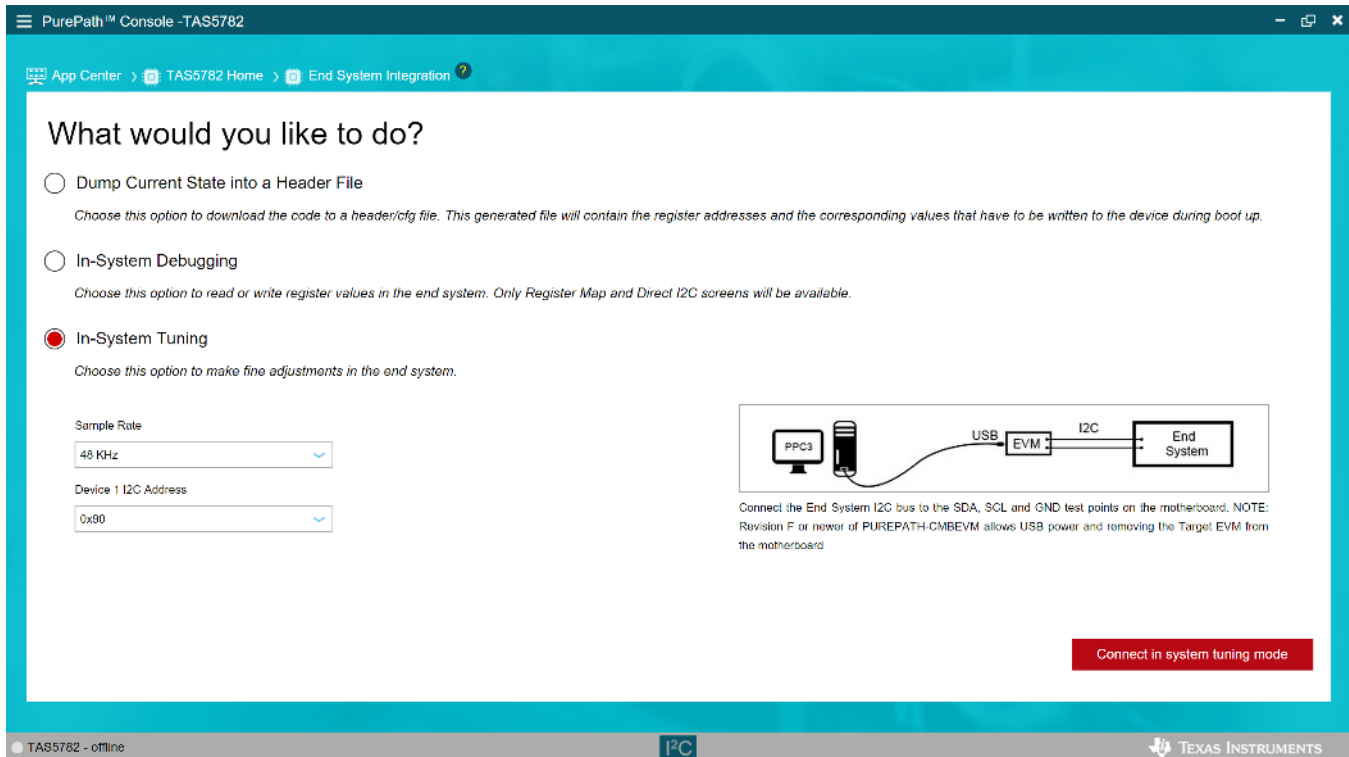 PurePath™ Console -TAS5782
App Center
TAS5782 Home
End System Integration ?
What would you like to do?
Dump Current State into a Header File
Choose this option to download the code to a header/cfg file. This generated file will contain the register addresses and the corresponding values that have to be written to the device during boot up.
In-System Debugging
Choose this option to read or write register values in the end system. Only Register Map and Direct I2C screens will be available.
In-System Tuning
Choose this option to make fine adjustments in the end system.
Sample Rate
48 KHz
Device 1 I2C Address
0x90
PPC3
USB
EVM
I2C
End
System
Connect the End System I2C bus to the SDA, SCL and GND test points on the motherboard. NOTE:
Revision F or newer of PUREPATH-CMBEVM allows USB power and removing the Target EVM from
the motherboard
Connect in system tuning mode
TAS5782 - offline
I²C
TEXAS INSTRUMENTS